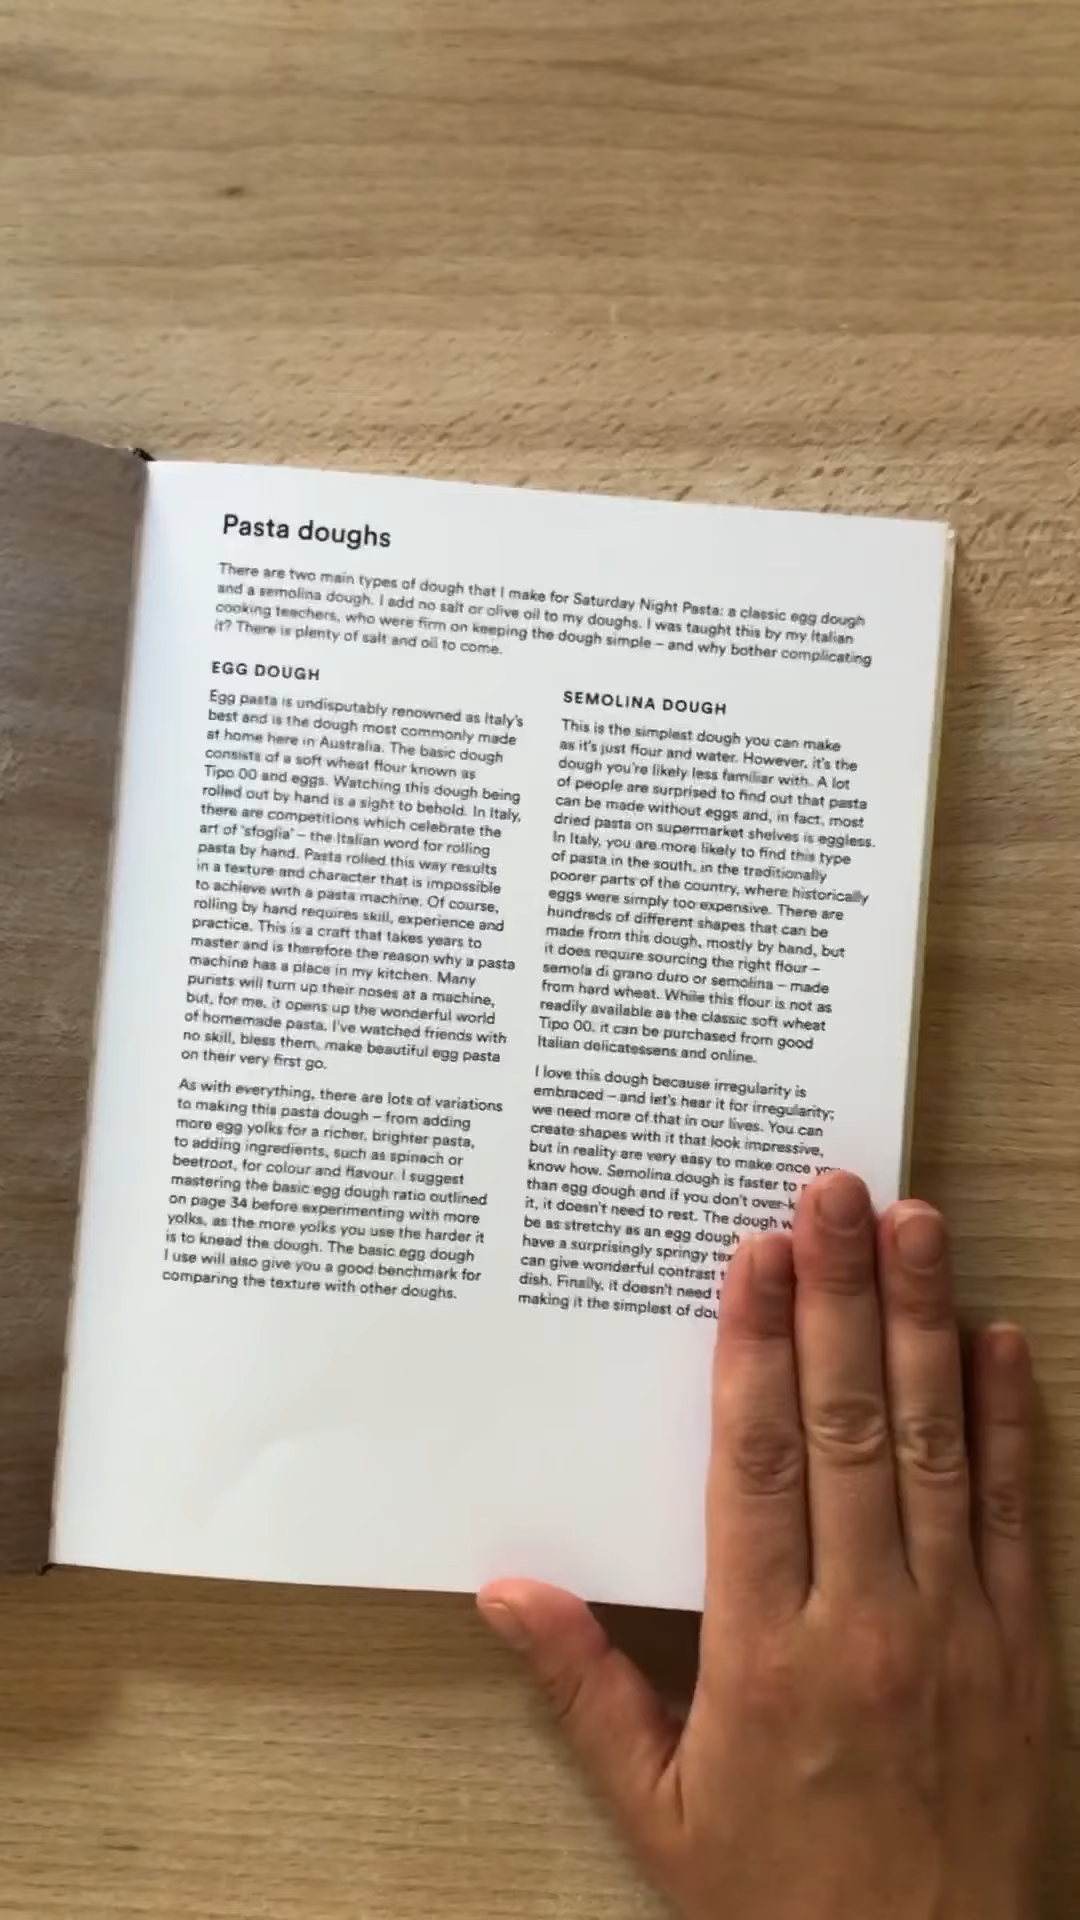 Pasta doughs
There are two main types of dough that I make for Saturday Night Pasta: a classic egg dough
and a semolina dough. I add no salt or olive oil to my doughs. I was taught this by my Italian
cooking teachers, who were firm on keeping the dough simple – and why bother complicating
it? There is plenty of salt and oil to come.
EGG DOUGH
Egg pasta is undisputably renowned as Italy's
best and is the dough most commonly made
at home here in Australia. The basic dough
consists of a soft wheat flour known as
Tipo 00 and eggs. Watching this dough being
rolled out by hand is a sight to behold. In Italy,
there are competitions which celebrate the
art of 'sfoglia' – the Italian word for rolling
pasta by hand. Pasta rolled this way results
in a texture and character that is impossible
to achieve with a pasta machine. Of course,
rolling by hand requires skill, experience and
practice. This is a craft that takes years to
master and is therefore the reason why a pasta
machine has a place in my kitchen. Many
purists will turn up their noses at a machine,
but, for me, it opens up the wonderful world
of homemade pasta. I've watched friends with
no skill, bless them, make beautiful egg pasta
on their very first go.
As with everything, there are lots of variations
to making this pasta dough – from adding
more egg yolks for a richer, brighter pasta,
to adding ingredients, such as spinach or
beetroot, for colour and flavour. I suggest
mastering the basic egg dough ratio outlined
on page 34 before experimenting with more
yolks, as the more yolks you use the harder it
is to knead the dough. The basic egg dough
I use will also give you a good benchmark for
comparing the texture with other doughs.
SEMOLINA DOUGH
This is the simplest dough you can make
as it's just flour and water. However, it's the
dough you're likely less familiar with. A lot
of people are surprised to find out that pasta
can be made without eggs and, in fact, most
dried pasta on supermarket shelves is eggless.
In Italy, you are more likely to find this type
of pasta in the south, in the traditionally
poorer parts of the country, where historically
eggs were simply too expensive. There are
hundreds of different shapes that can be
made from this dough, mostly by hand, but
it does require sourcing the right flour –
semola di grano duro or semolina – made
from hard wheat. While this flour is not as
readily available as the classic soft wheat
Tipo 00, it can be purchased from good
Italian delicatessens and online.
I love this dough because irregularity is
embraced – and let's hear it for irregularity;
we need more of that in our lives. You can
create shapes with it that look impressive,
but in reality are very easy to make once you
know how. Semolina dough is faster to
than egg dough and if you don't over-k
it, it doesn't need to rest. The dough
be as stretchy as an egg dough
have a surprisingly springy
can give wonderful contrast
dish. Finally, it doesn't need
making it the simplest of